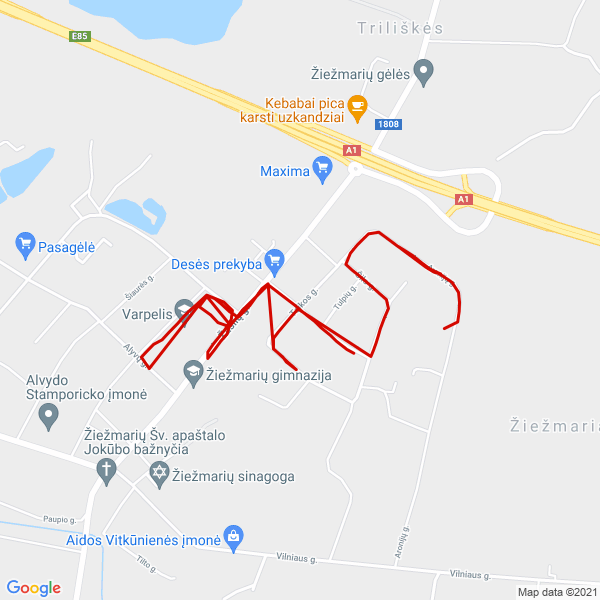 Triliškės
E85
Žiežmarių gėlės
Kebabai pica
karsti uzkandziai
1808
A1
Maxima
A1
Pasagėlė
Desės prekyba
Šiaurės g.
Tulpių g.
Varpelis
Alyvų g.
Žiežmarių gimnazija
Alvydo
Stamporicko įmonė
Žiežmaria
Žiežmarių Šv. apaštalo
Jokūbo bažnyčia
Žiežmarių sinagoga
Paupio g.
Aidos Vitkūnienės įmonė
Aronijų g.
Tilto g.
Vilniaus g.
Vilniaus g.
Google
Map data ©2021